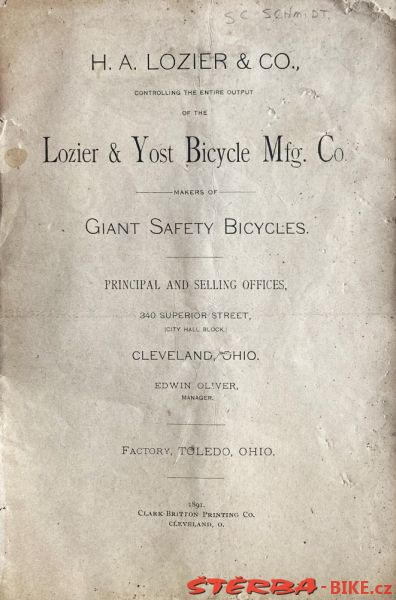 SC SCHMIDT.
H. A. LOZIER & CO.,
CONTROLLING THE ENTIRE OUTPUT
OF THE
Lozier & Yost Bicycle Mfg. Co.
MAKERS OF
GIANT SAFETY BICYCLES.
PRINCIPAL AND SELLING OFFICES,
340 SUPERIOR STREET,
(CITY HALL BLOCK,)
CLEVELAND, OHIO.
EDWIN OLIVER,
MANAGER.
FACTORY, TOLEDO, OHIO.
1891.
CLARK-BRITTON PRINTING CO.
CLEVELAND, O.
ŠTĚRBA-BIKE.cz